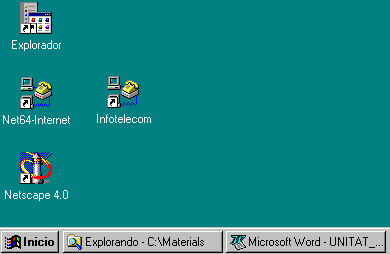 Explorador
Net64-Internet
Infotelecom
Netscape 4.0
Inicio
Explorando - C:\Materials
Microsoft Word - UNITAT_...